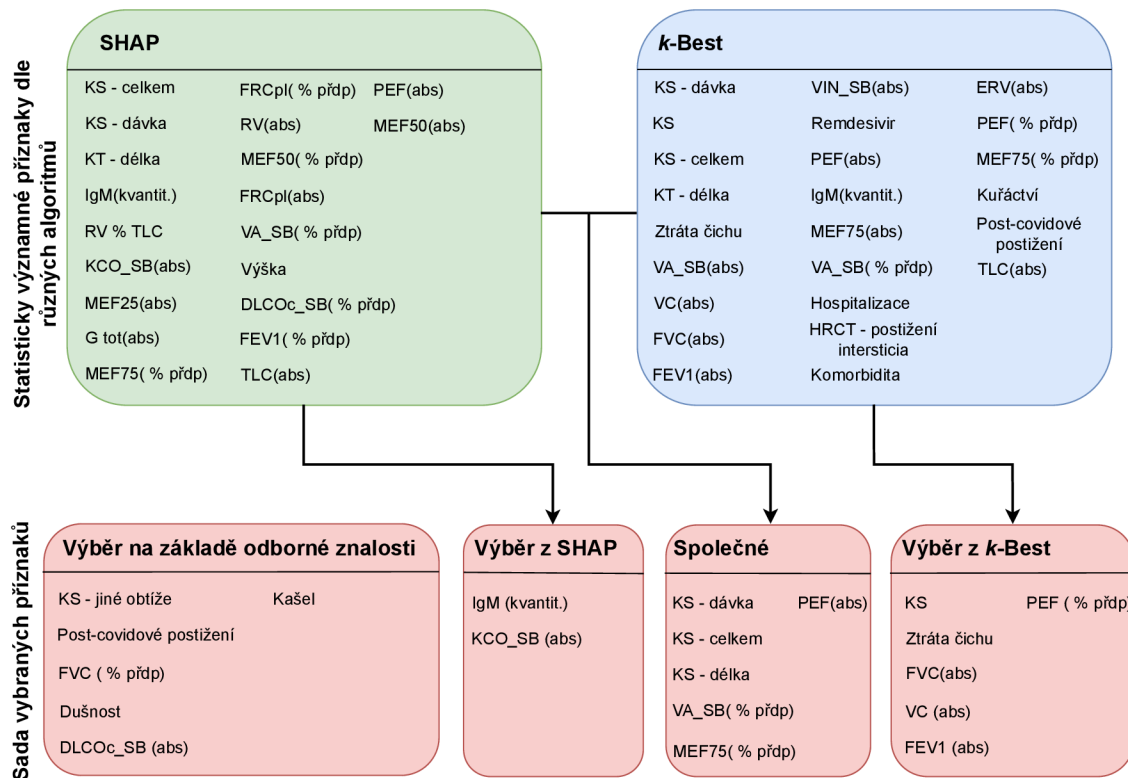 Statisticky významné příznaky dle
různých algoritmů
SHAP
KS - celkem
KS - dávka
KT - délka
IgM(kvantit.)
RV % TLC
KCO_SB(abs)
MEF25(abs)
G tot(abs)
MEF75( % přdp)
FRCpl( % přdp)
RV(abs)
MEF50( % přdp)
FRCpl(abs)
VA_SB( % přdp)
Výška
DLCOc_SB( % přdp)
FEV1( % přdp)
TLC(abs)
PEF(abs)
MEF50(abs)
k-Best
KS - dávka
KS
KS - celkem
KT - délka
Ztráta čichu
VA_SB(abs)
VC(abs)
FVC(abs)
FEV1(abs)
VIN_SB(abs)
Remdesivir
PEF(abs)
IgM(kvantit.)
MEF75(abs)
VA_SB( % přdp)
Hospitalizace
HRCT - postižení
intersticia
Komorbidita
ERV(abs)
PEF( % přdp)
MEF75( % přdp)
Kuřáctví
Post-covidové
postižení
TLC(abs)
Sada vybraných příznaků
Výběr na základě odborné znalosti
KS - jiné obtíže
Post-covidové postižení
FVC ( % přdp)
Dušnost
DLCOc_SB (abs)
Kašel
Výběr z SHAP
IgM (kvantit.)
KCO_SB (abs)
Společné
KS - dávka
KS - celkem
KS - délka
VA_SB( % přdp)
MEF75( % přdp)
PEF(abs)
Výběr z k-Best
KS
Ztráta čichu
FVC(abs)
VC (abs)
FEV1 (abs)
PEF ( % přdp)